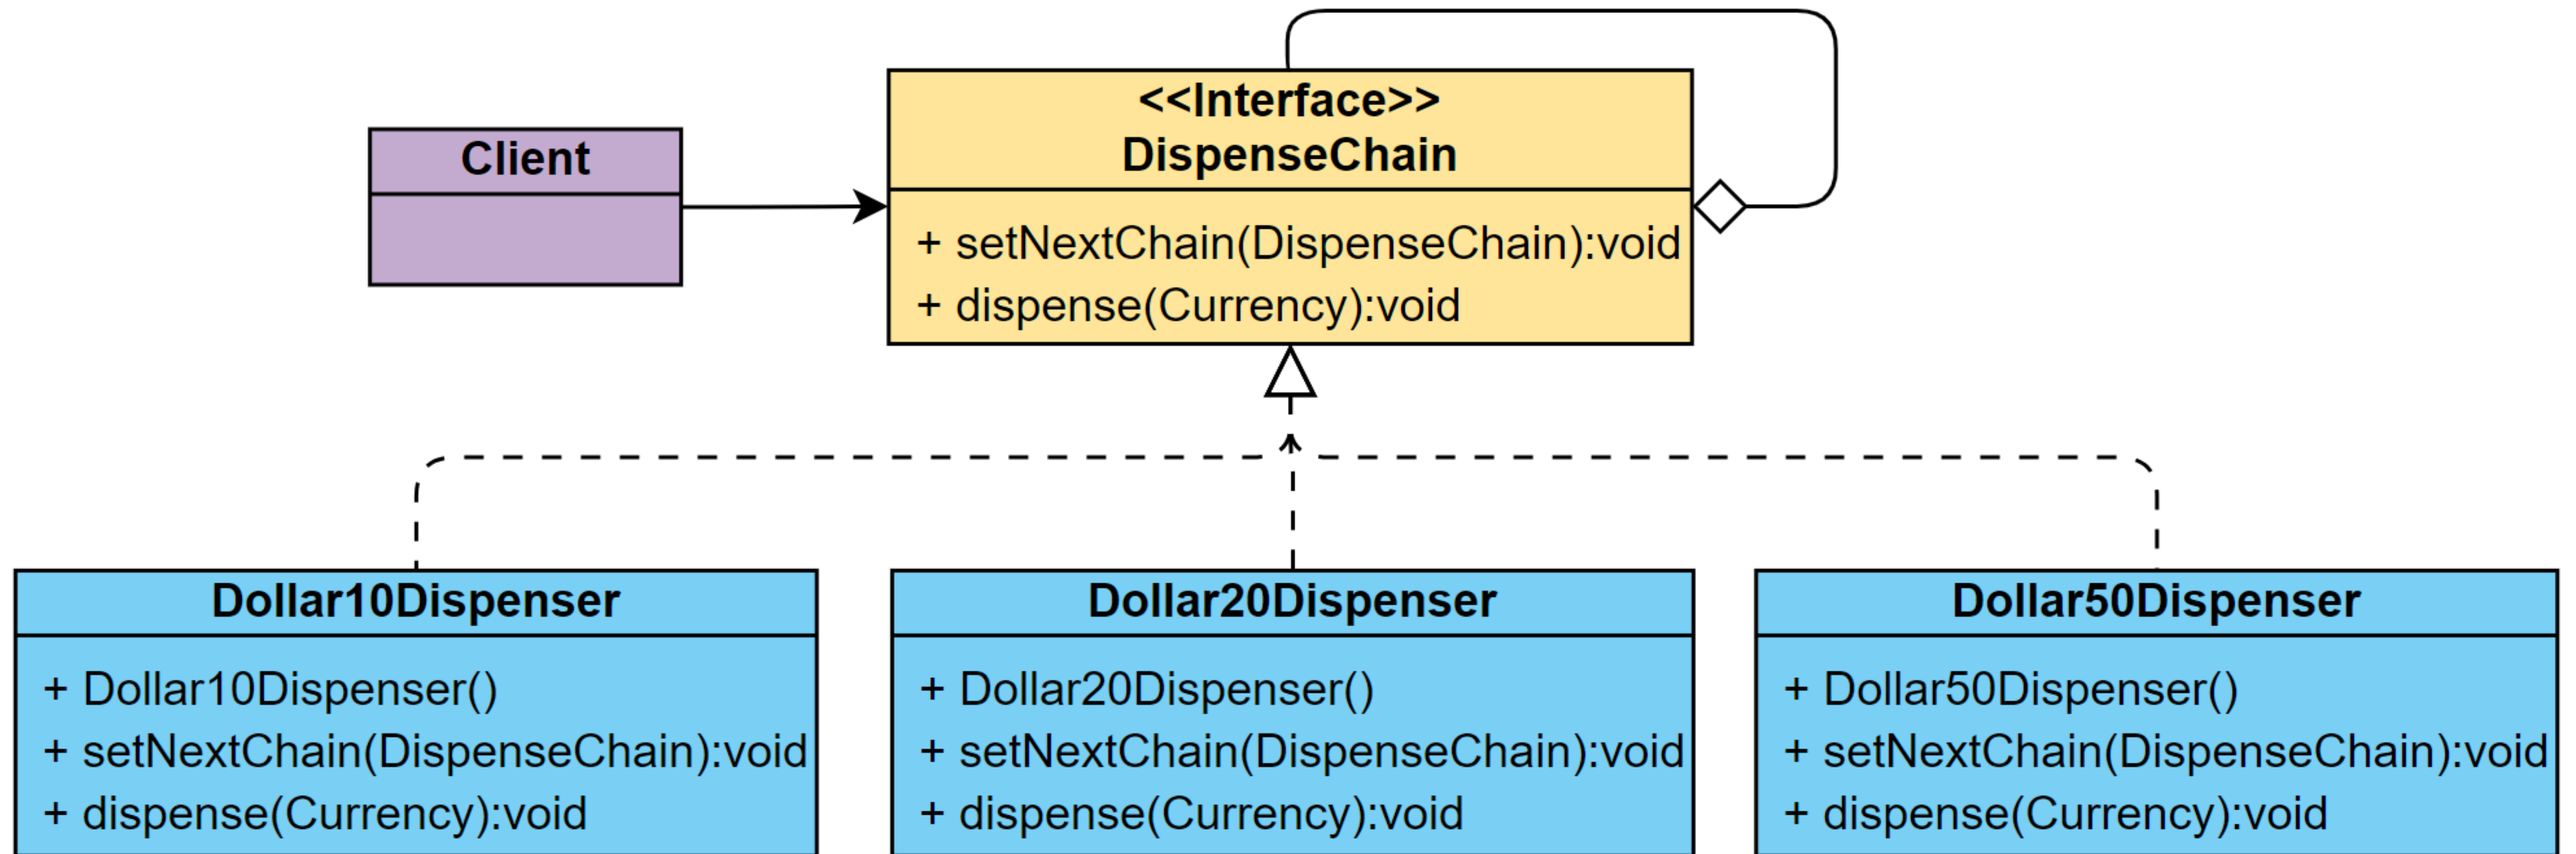 Client
<<Interface>>
DispenseChain
+ setNextChain(DispenseChain):void
+ dispense(Currency):void
Dollar10Dispenser
+ Dollar10Dispenser()
+ setNextChain(DispenseChain):void
+ dispense(Currency):void
Dollar20Dispenser
+ Dollar20Dispenser()
+ setNextChain(DispenseChain):void
+ dispense(Currency):void
Dollar50Dispenser
+ Dollar50Dispenser()
+ setNextChain(DispenseChain):void
+ dispense(Currency):void